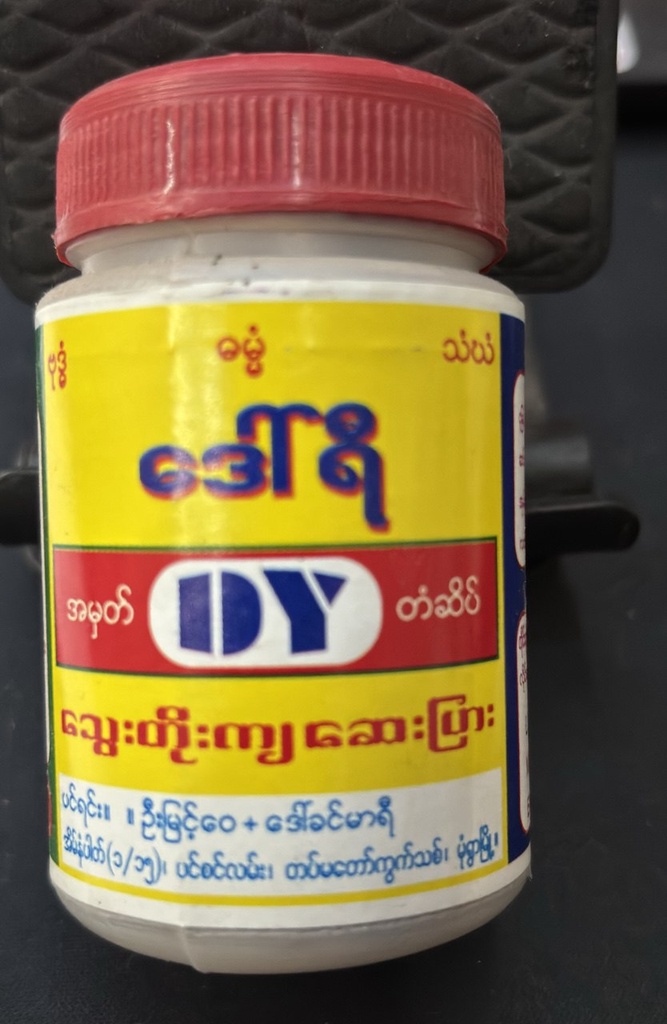 ဗုဒ္ဓံ ဓမ္မံ သံဃံ
ဒေါ်ရီ
အမှတ် DY တံဆိပ်
သွေးတိုးကျ ဆေးပြား
ပင်ရင်း။ ။ ဦးမြင့်ဝေ + ဒေါ်ခင်မာရီ
အိမ်နံပါတ်(၁/၁၅)၊ ပင်စင်လမ်း၊ တပ်မတော်ကွက်သစ်၊ မုံရွာမြို့။